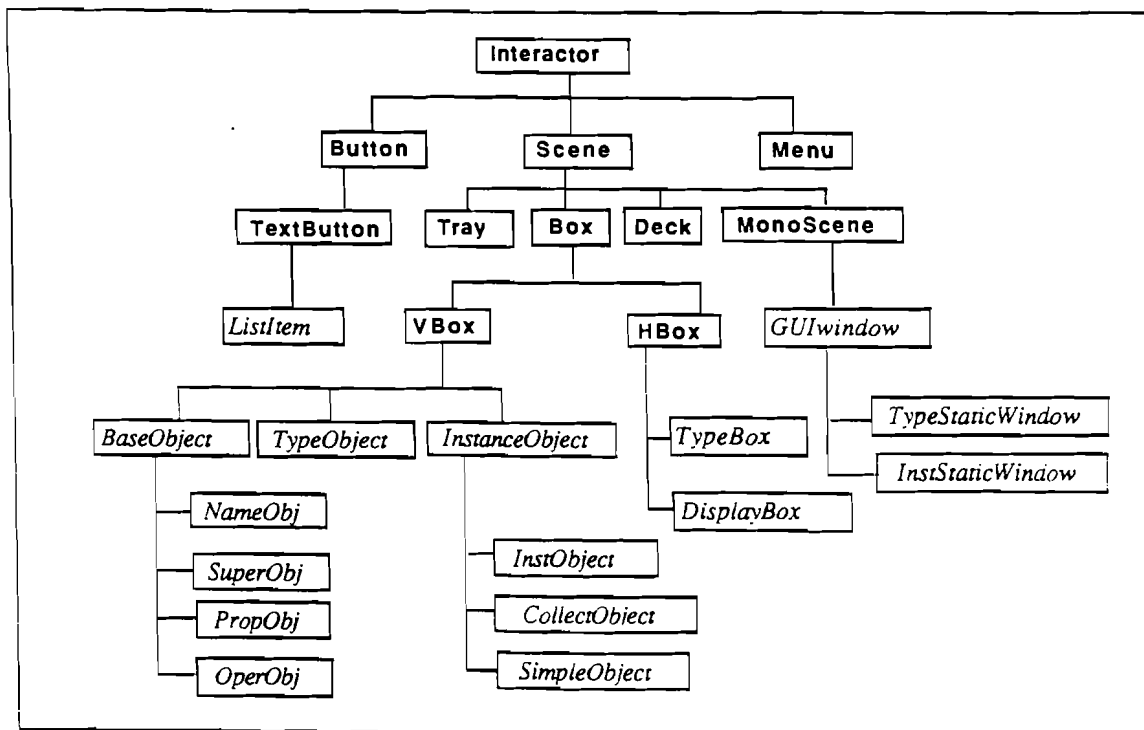 Interactor
Button Scene Menu
TextButton Tray Box Deck MonoScene
ListItem VBox HBox GUIwindow
BaseObject TypeObject InstanceObject TypeBox TypeStaticWindow
InstStaticWindow
NameObj DisplayBox
SuperObj InstObject
PropObj CollectObject
OperObj SimpleObject